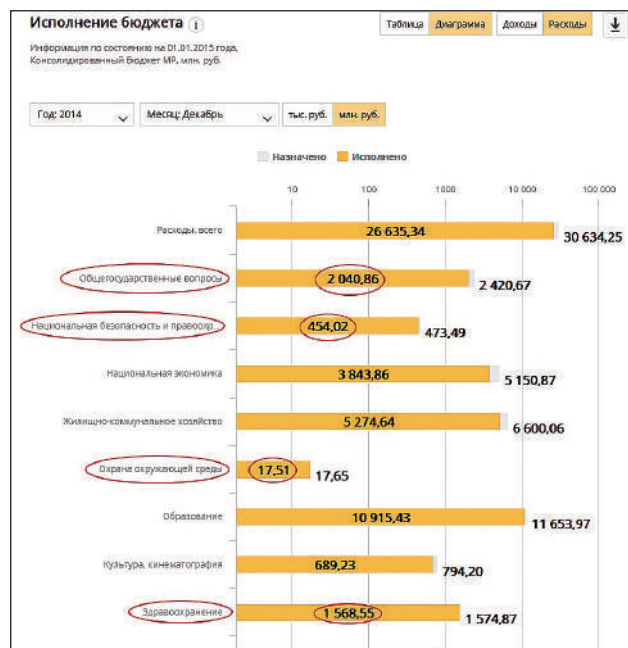 Исполнение бюджета i
Таблица Диаграмма Доходы Расходы
Информация по состоянию на 01.01.2015 года,
Консолидированный Бюджет МР, млн. руб.
Год: 2014 Месяц: Декабрь тыс. руб. млн. руб.
Назначено Исполнено
10 100 1000 10 000 100 000
Расходы, всего 26 635,34 30 634,25
Общегосударственные вопросы 2 040,86 2 420,67
Национальная безопасность и правоохр... 454,02 473,49
Национальная экономика 3 843,86 5 150,87
Жилищно-коммунальное хозяйство 5 274,64 6 600,06
Охрана окружающей среды 17,51 17,65
Образование 10 915,43 11 653,97
Культура, кинематография 689,23 794,20
Здравоохранение 1 568,55 1 574,87